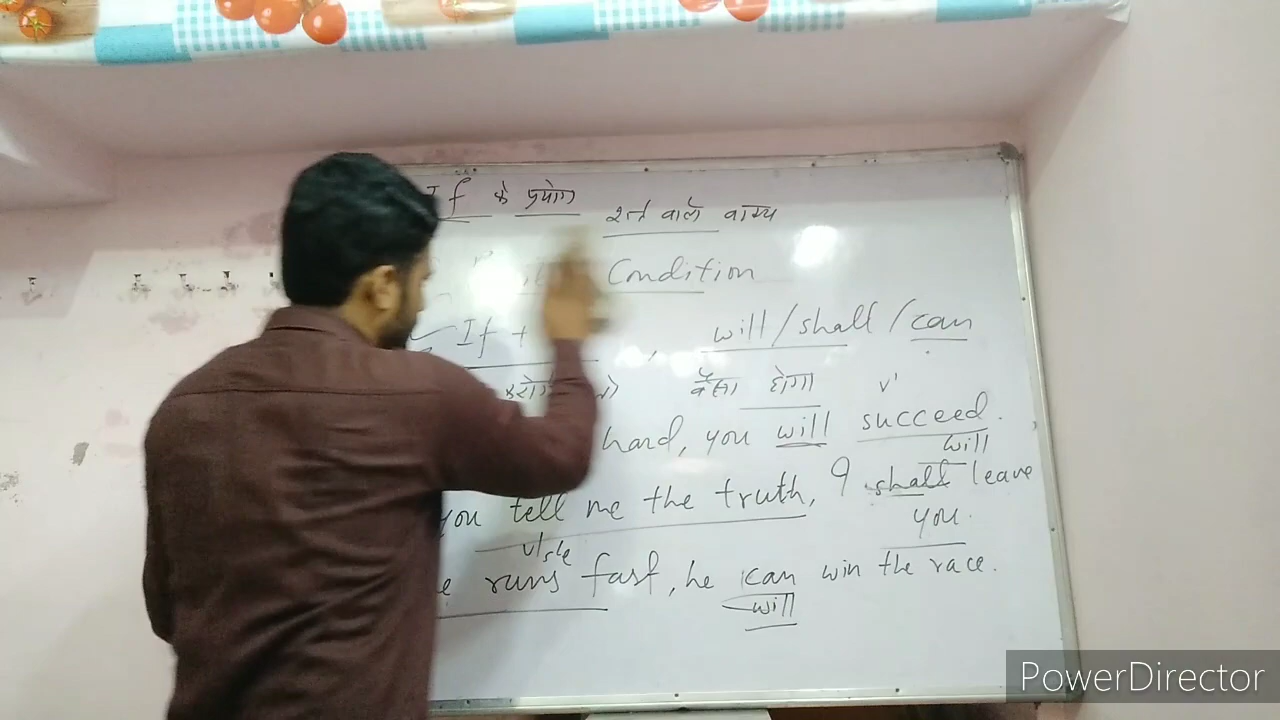 If के प्रयोग शर्त वाले वाक्य
Condition
If + , will/shall/can
वैसा होगा v'
hard, you will succeed.
will
you tell me the truth, I shall leave
you.
v/s/e
runs fast, he can win the race.
will
PowerDirector